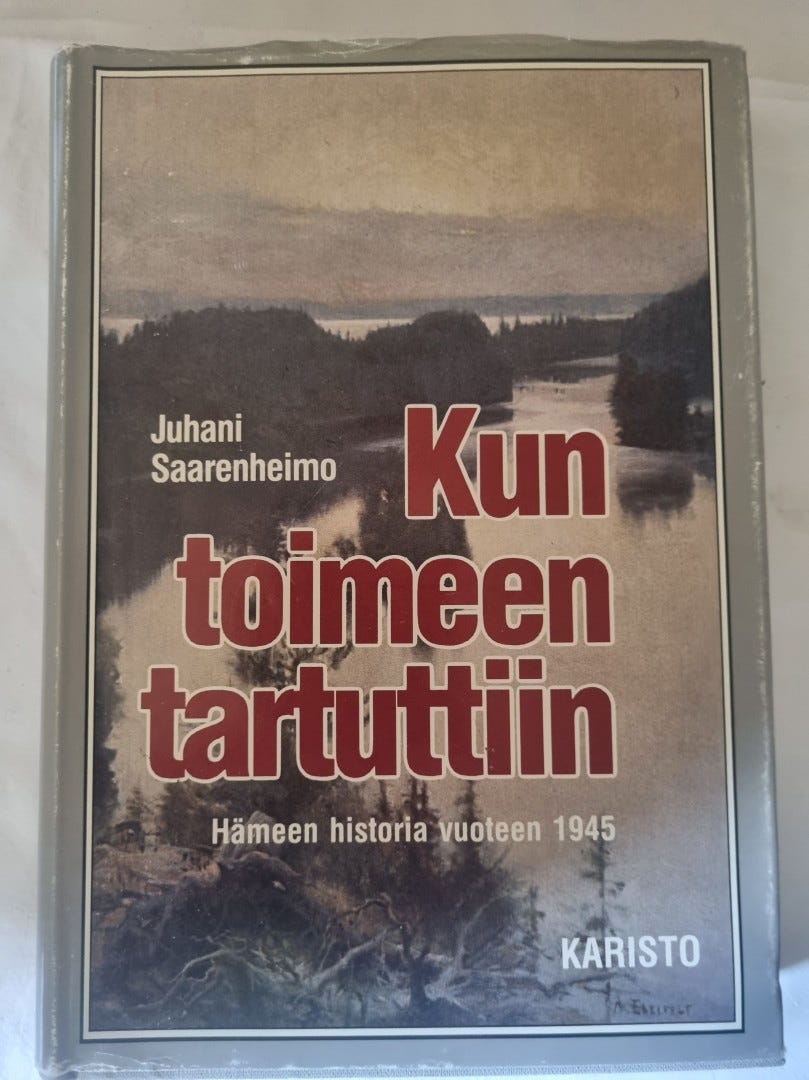 Juhani
Saarenheimo
Kun
toimeen
tartuttiin
Hämeen historia vuoteen 1945
KARISTO